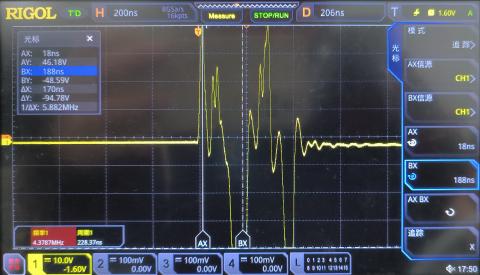 RIGOL T'D H 200ns 8GSa/s 16kpts Measure STOP/RUN D 206ns T 1 1.60V A
光标
AX: 18ns
AY: 46.18V
BX: 188ns
BY: -48.59V
ΔX: 170ns
ΔY: -94.78V
1/ΔX: 5.882MHz
光标
模式
追踪
AX信源
CH1
BX信源
CH1
AX
18ns
BX
188ns
AX BX
追踪
X
T
1
AX BX
频率1 周期1
4.3787MHz 228.37ns
1 10.0V -1.60V
2 100mV 0.00V
3 100mV 0.00V
4 100mV 0.00V
L 0 1 2 3 4 5 6 7
8 9 10 11 12 13 14 15
17:50